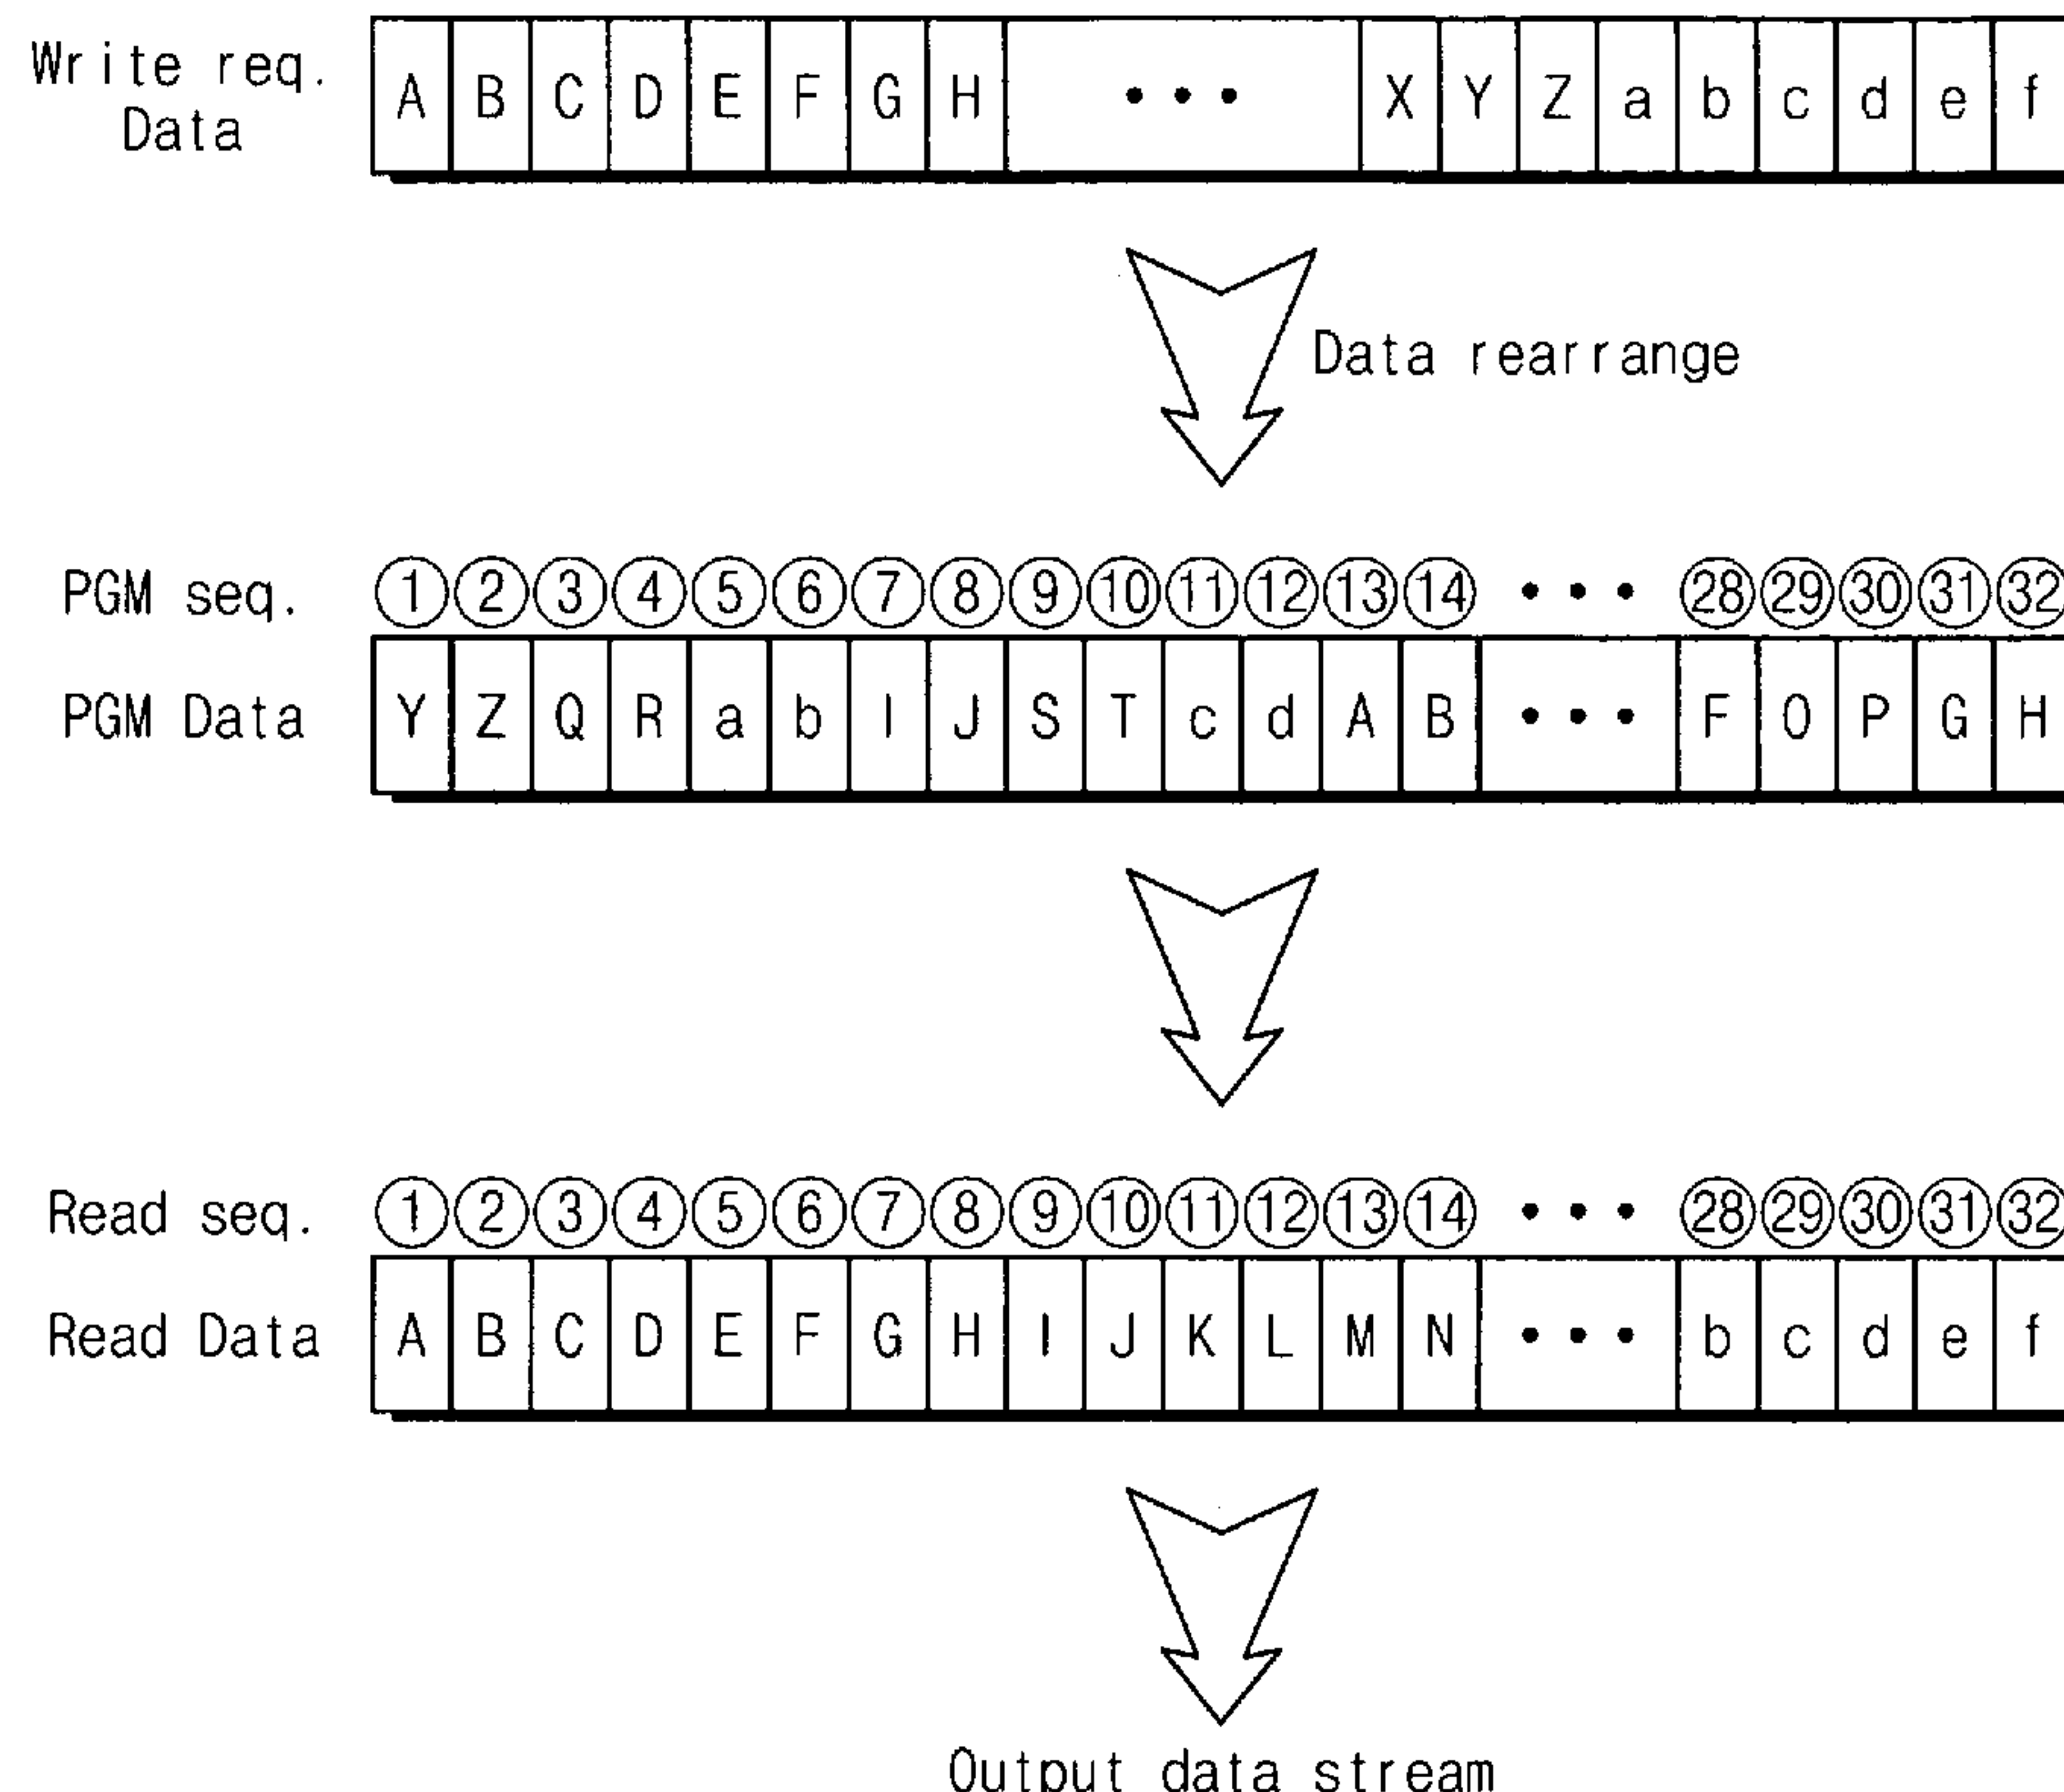 Write req. Data A B C D E F G H ••• X Y Z a b c d e f
Data rearrange
PGM seq. ① ② ③ ④ ⑤ ⑥ ⑦ ⑧ ⑨ ⑩ ⑪ ⑫ ⑬ ⑭ ••• ㉘ ㉙ ㉚ ㉛ ㉜
PGM Data Y Z Q R a b I J S T c d A B ••• F O P G H
Read seq. ① ② ③ ④ ⑤ ⑥ ⑦ ⑧ ⑨ ⑩ ⑪ ⑫ ⑬ ⑭ ••• ㉘ ㉙ ㉚ ㉛ ㉜
Read Data A B C D E F G H I J K L M N ••• b c d e f
Output data stream